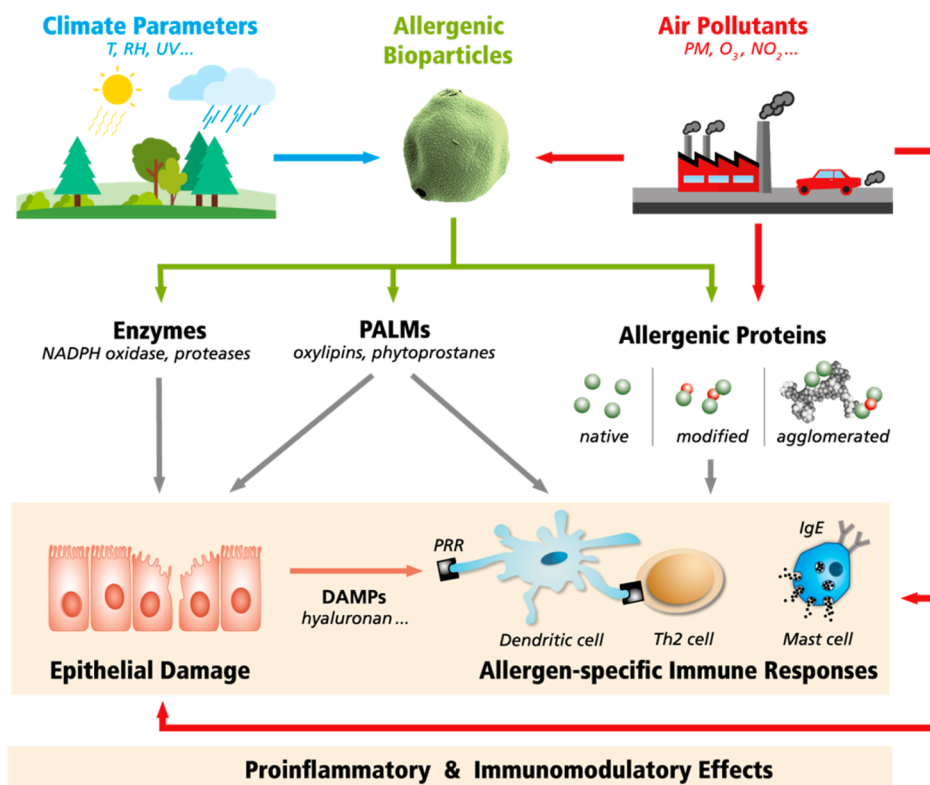 Climate Parameters
T, RH, UV...
Allergenic
Bioparticles
Air Pollutants
PM, O₃, NO₂...
Enzymes
NADPH oxidase, proteases
PALMs
oxylipins, phytoprostanes
Allergenic Proteins
native
modified
agglomerated
PRR
IgE
DAMPs
hyaluronan ...
Dendritic cell
Th2 cell
Mast cell
Epithelial Damage
Allergen-specific Immune Responses
Proinflammatory & Immunomodulatory Effects